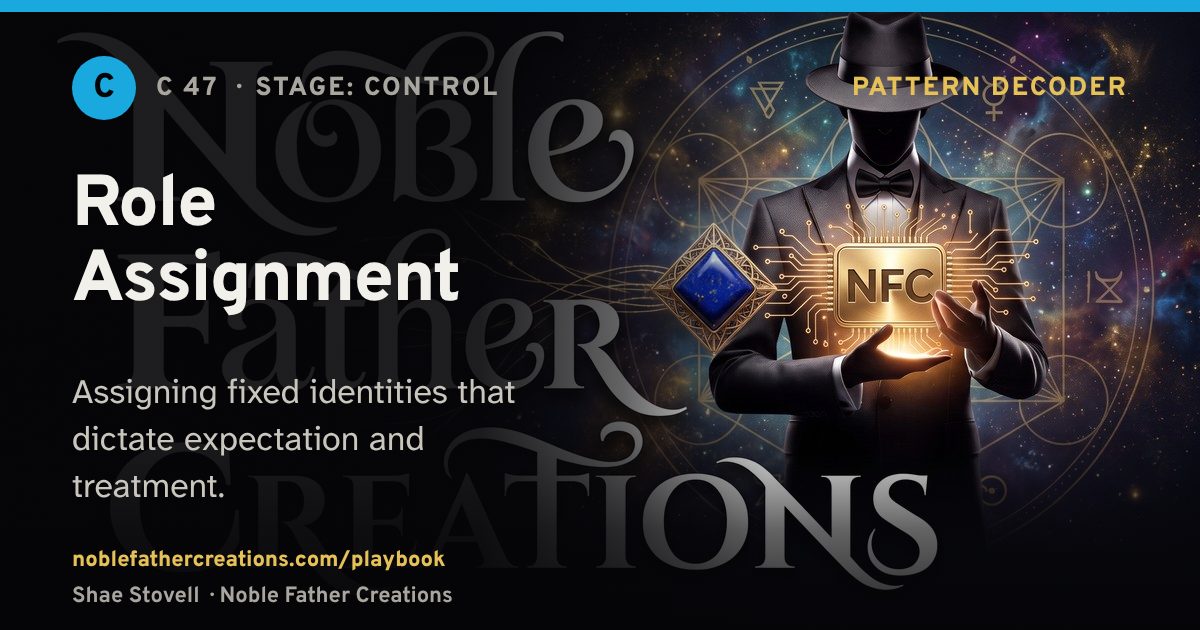 C
C 47 · STAGE: CONTROL
PATTERN DECODER
Role
Assignment
Assigning fixed identities that
dictate expectation and
treatment.
noblefathercreations.com/playbook
Shae Stovell · Noble Father Creations
Noble
Father
Creations
NFC